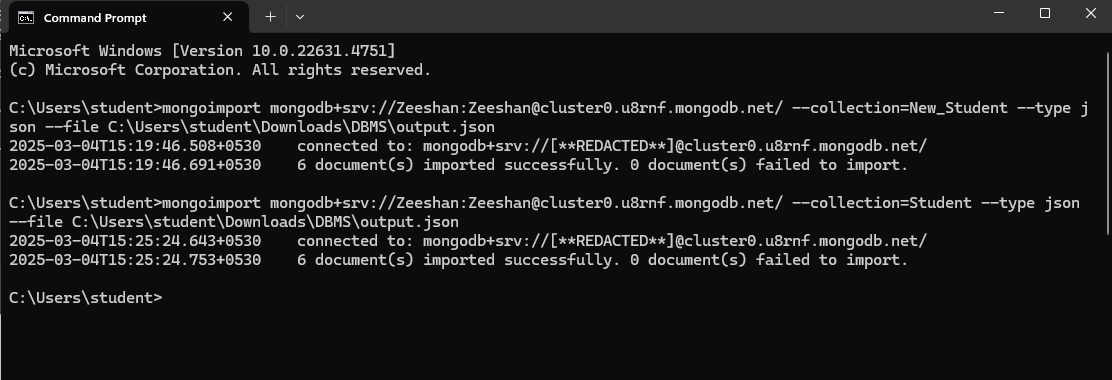 Command Prompt
Microsoft Windows [Version 10.0.22631.4751]
(c) Microsoft Corporation. All rights reserved.
C:\Users\student>mongoimport mongodb+srv://Zeeshan:Zeeshan@cluster0.u8rnf.mongodb.net/ --collection=New_Student --type j
son --file C:\Users\student\Downloads\DBMS\output.json
2025-03-04T15:19:46.508+0530    connected to: mongodb+srv://[**REDACTED**]@cluster0.u8rnf.mongodb.net/
2025-03-04T15:19:46.691+0530    6 document(s) imported successfully. 0 document(s) failed to import.
C:\Users\student>mongoimport mongodb+srv://Zeeshan:Zeeshan@cluster0.u8rnf.mongodb.net/ --collection=Student --type json
--file C:\Users\student\Downloads\DBMS\output.json
2025-03-04T15:25:24.643+0530    connected to: mongodb+srv://[**REDACTED**]@cluster0.u8rnf.mongodb.net/
2025-03-04T15:25:24.753+0530    6 document(s) imported successfully. 0 document(s) failed to import.
C:\Users\student>